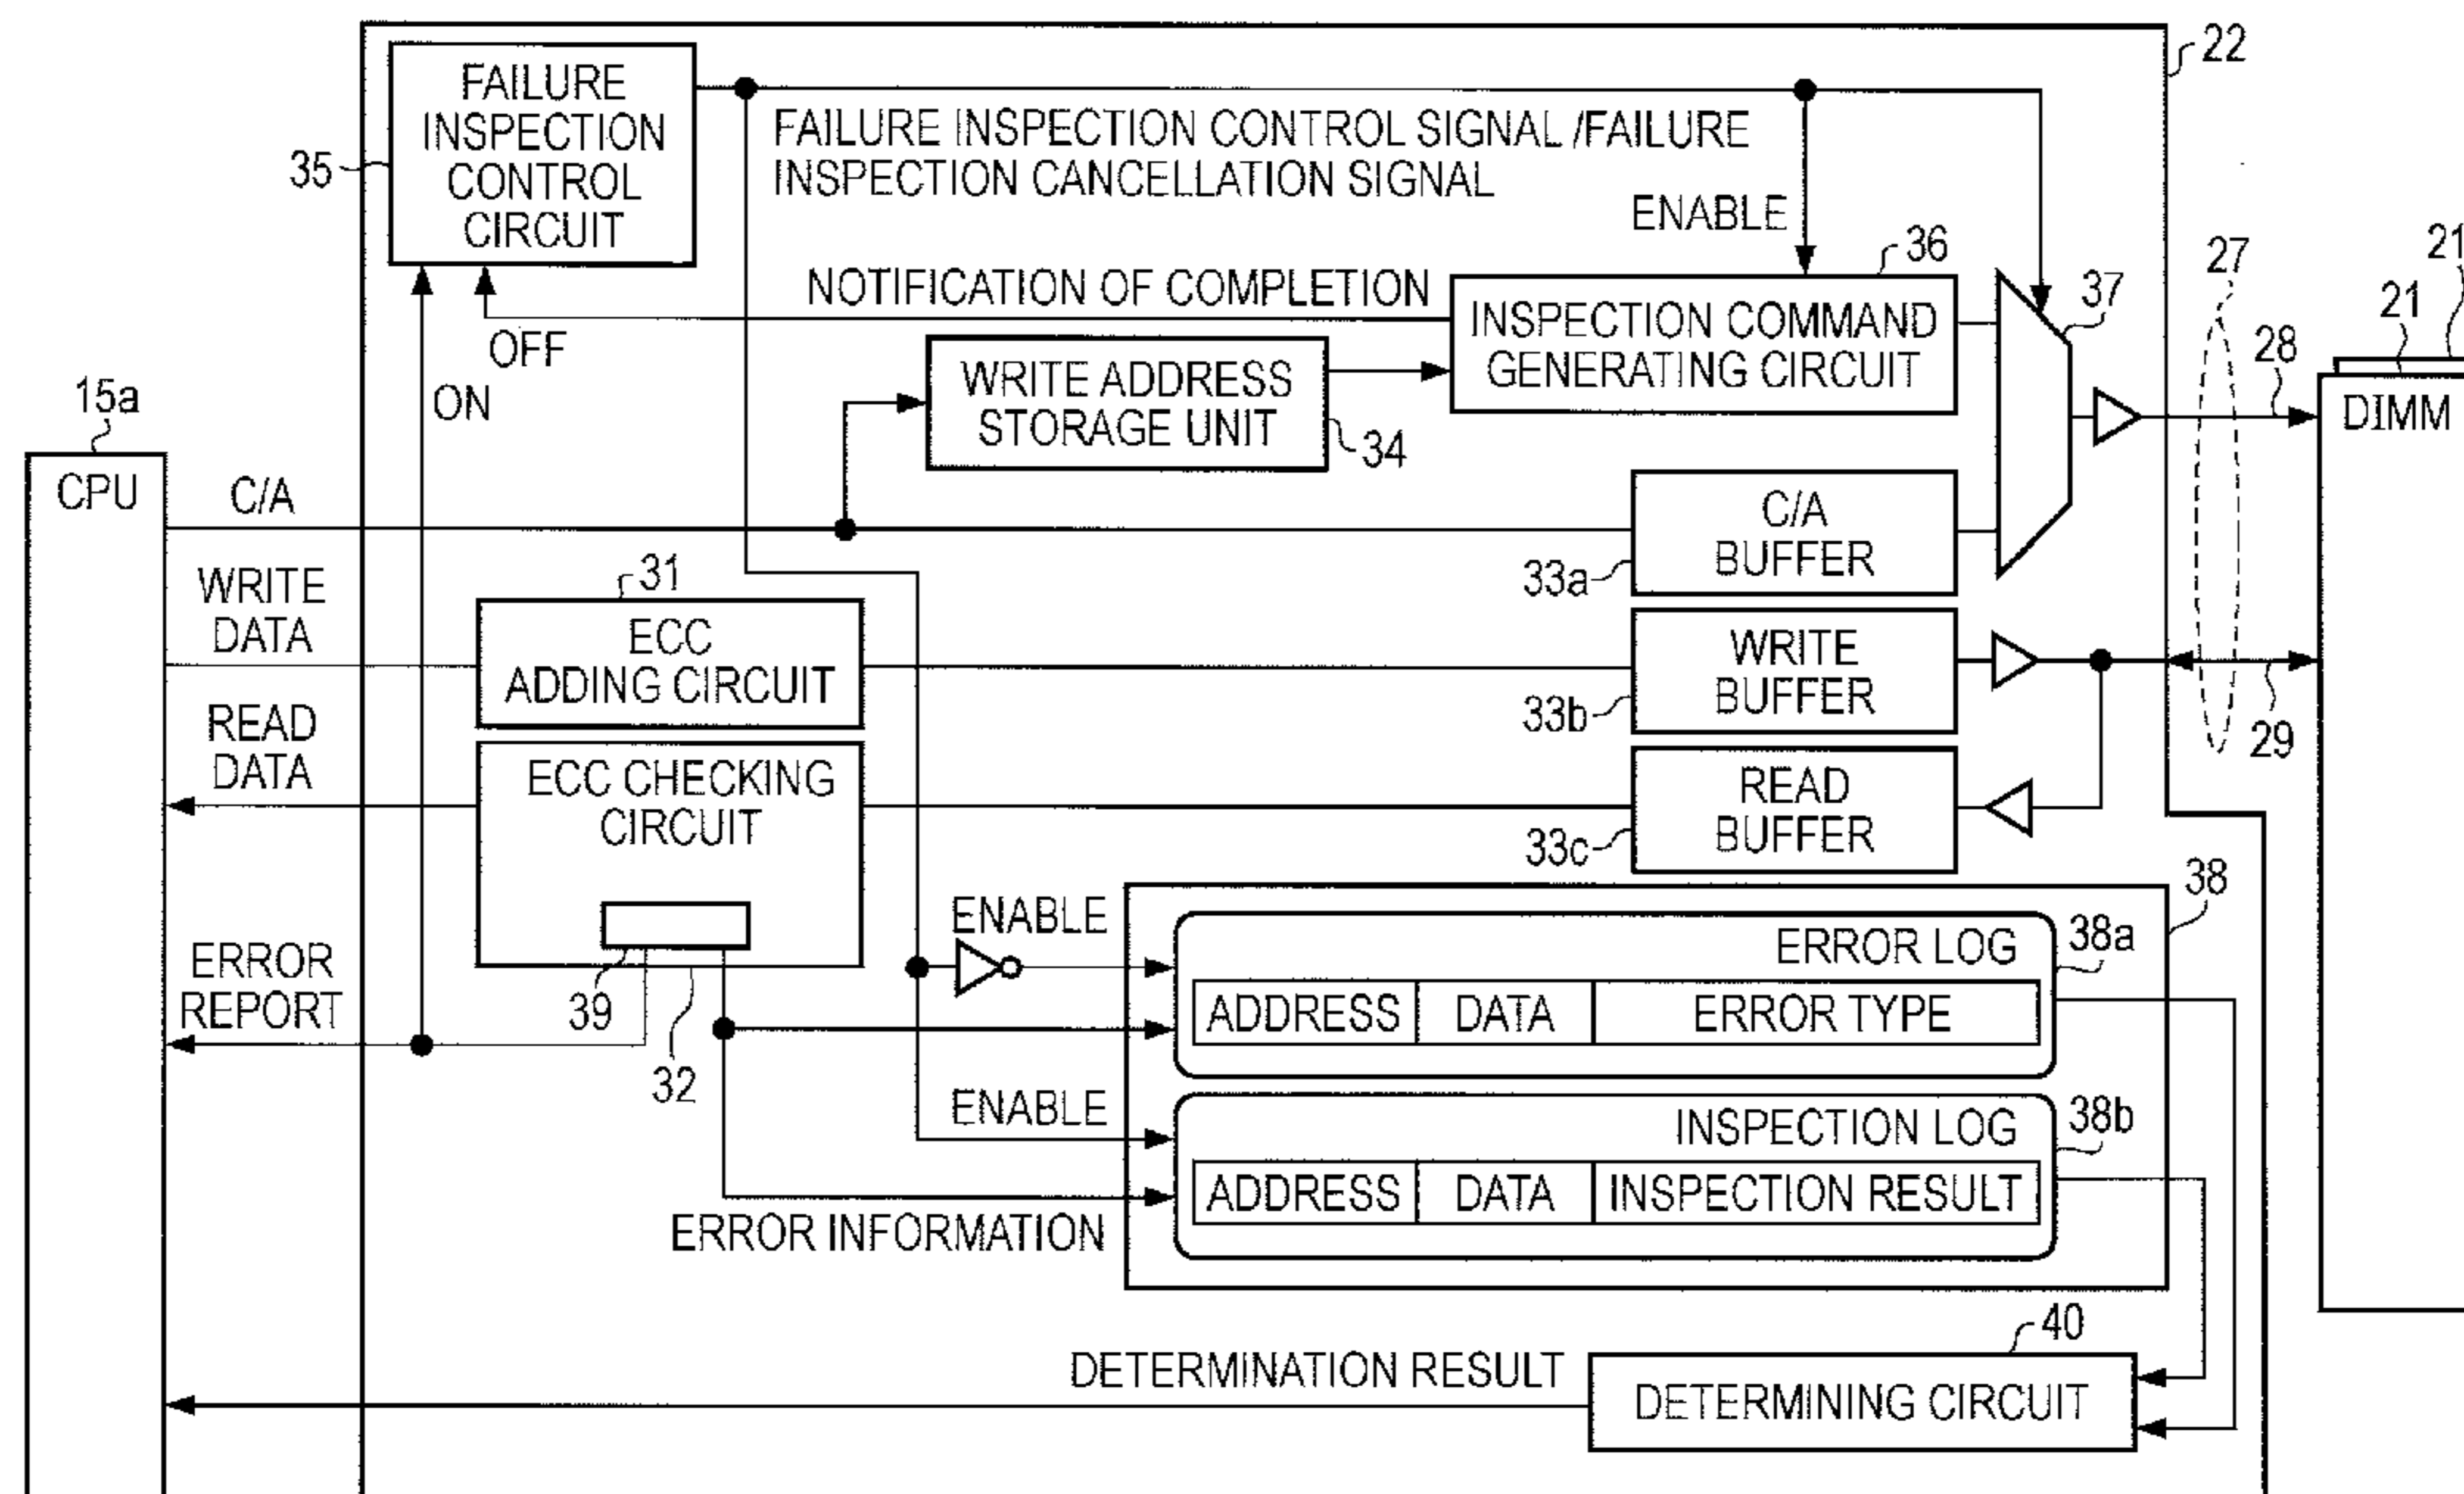 22
FAILURE
INSPECTION
CONTROL
CIRCUIT
35
FAILURE INSPECTION CONTROL SIGNAL /FAILURE
INSPECTION CANCELLATION SIGNAL
ENABLE
36
NOTIFICATION OF COMPLETION
OFF
ON
INSPECTION COMMAND
GENERATING CIRCUIT
37
27
28
21
21
DIMM
WRITE ADDRESS
STORAGE UNIT
34
15a
CPU
C/A
C/A
BUFFER
33a
WRITE
DATA
31
ECC
ADDING CIRCUIT
WRITE
BUFFER
33b
29
READ
DATA
ECC CHECKING
CIRCUIT
READ
BUFFER
33c
38
ENABLE
ERROR LOG
38a
ADDRESS
DATA
ERROR TYPE
ERROR
REPORT
39
32
ENABLE
INSPECTION LOG
38b
ADDRESS
DATA
INSPECTION RESULT
ERROR INFORMATION
40
DETERMINATION RESULT
DETERMINING CIRCUIT